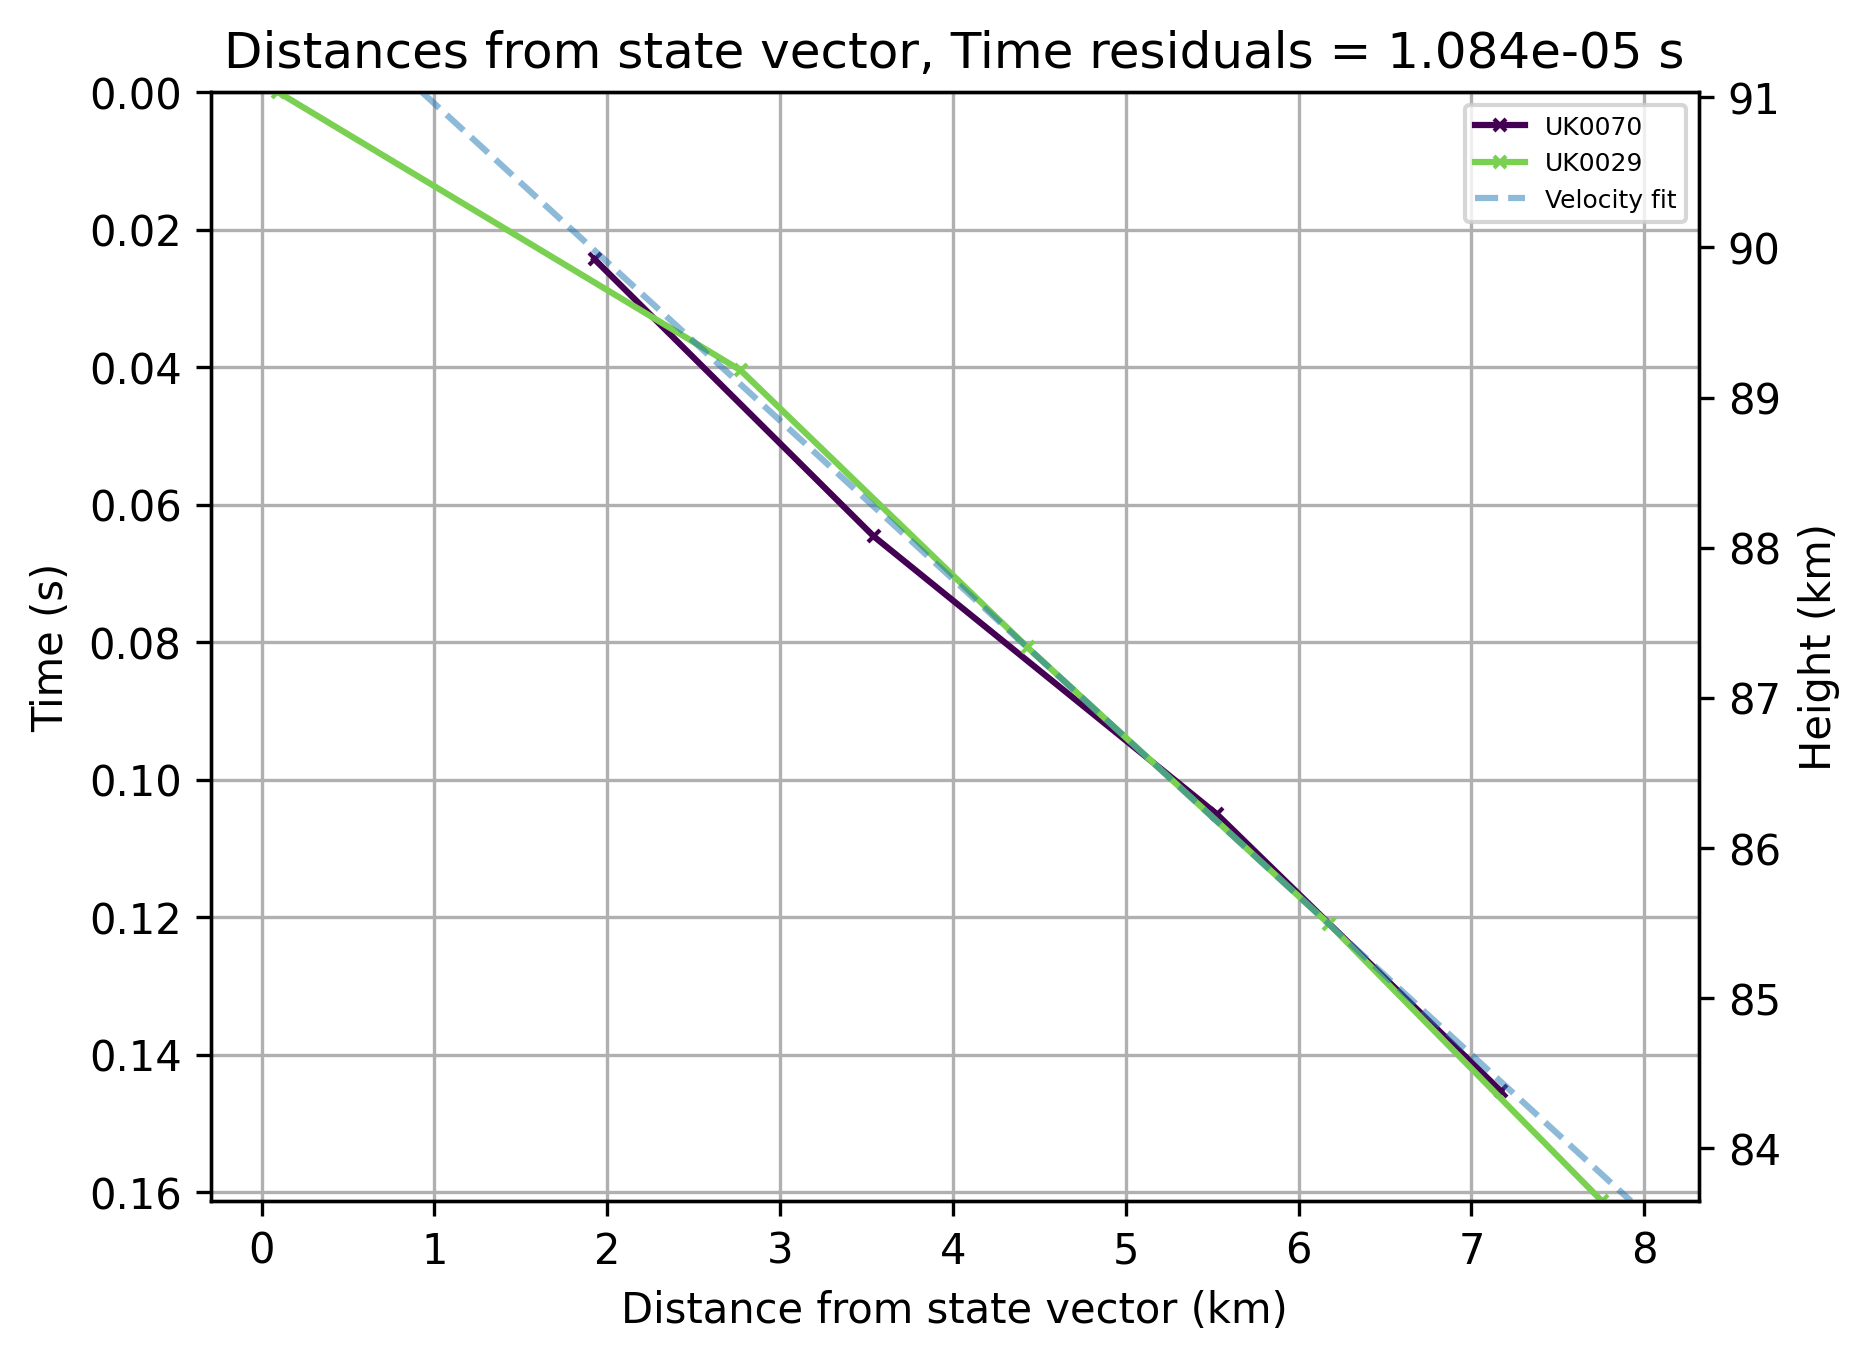 Distances from state vector, Time residuals = 1.084e-05 s
UK0070
UK0029
Velocity fit
Time (s)
0.00
0.02
0.04
0.06
0.08
0.10
0.12
0.14
0.16
91
90
89
88
87
86
85
84
Height (km)
0 1 2 3 4 5 6 7 8
Distance from state vector (km)